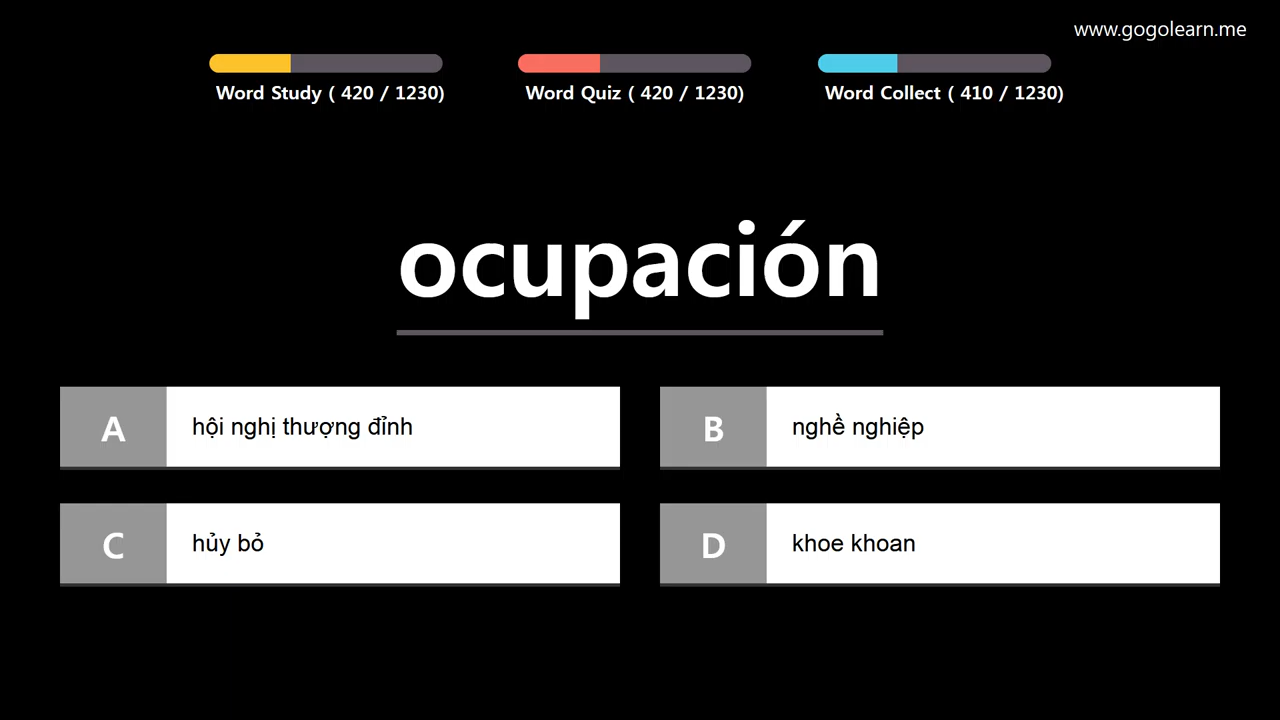 www.gogolearn.me
Word Study ( 420 / 1230)
Word Quiz ( 420 / 1230)
Word Collect ( 410 / 1230)
ocupación
A
hội nghị thượng đỉnh
B
nghề nghiệp
C
hủy bỏ
D
khoe khoan